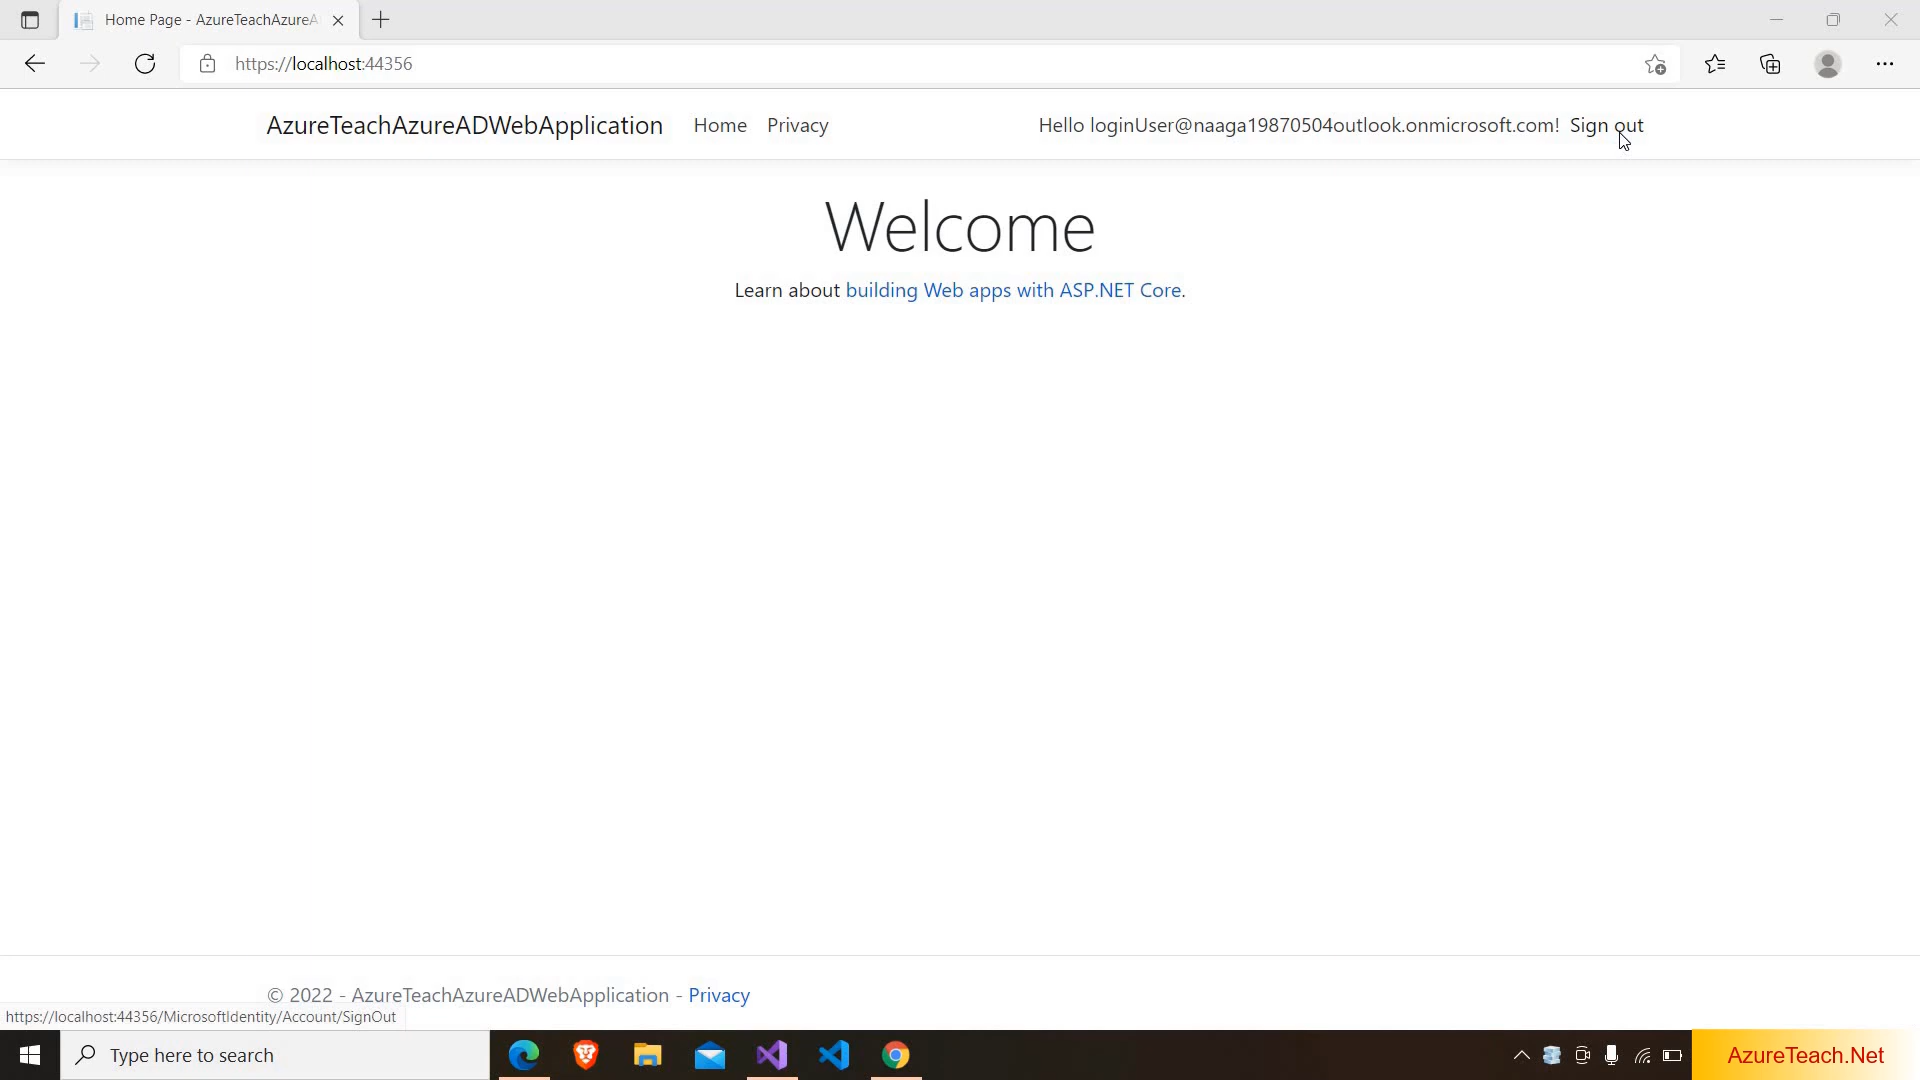 Home Page - AzureTeachAzureA
https://localhost:44356
AzureTeachAzureADWebApplication Home Privacy Hello loginUser@naaga19870504outlook.onmicrosoft.com! Sign out
Welcome
Learn about building Web apps with ASP.NET Core.
© 2022 - AzureTeachAzureADWebApplication - Privacy
https://localhost:44356/MicrosoftIdentity/Account/SignOut
Type here to search
AzureTeach.Net